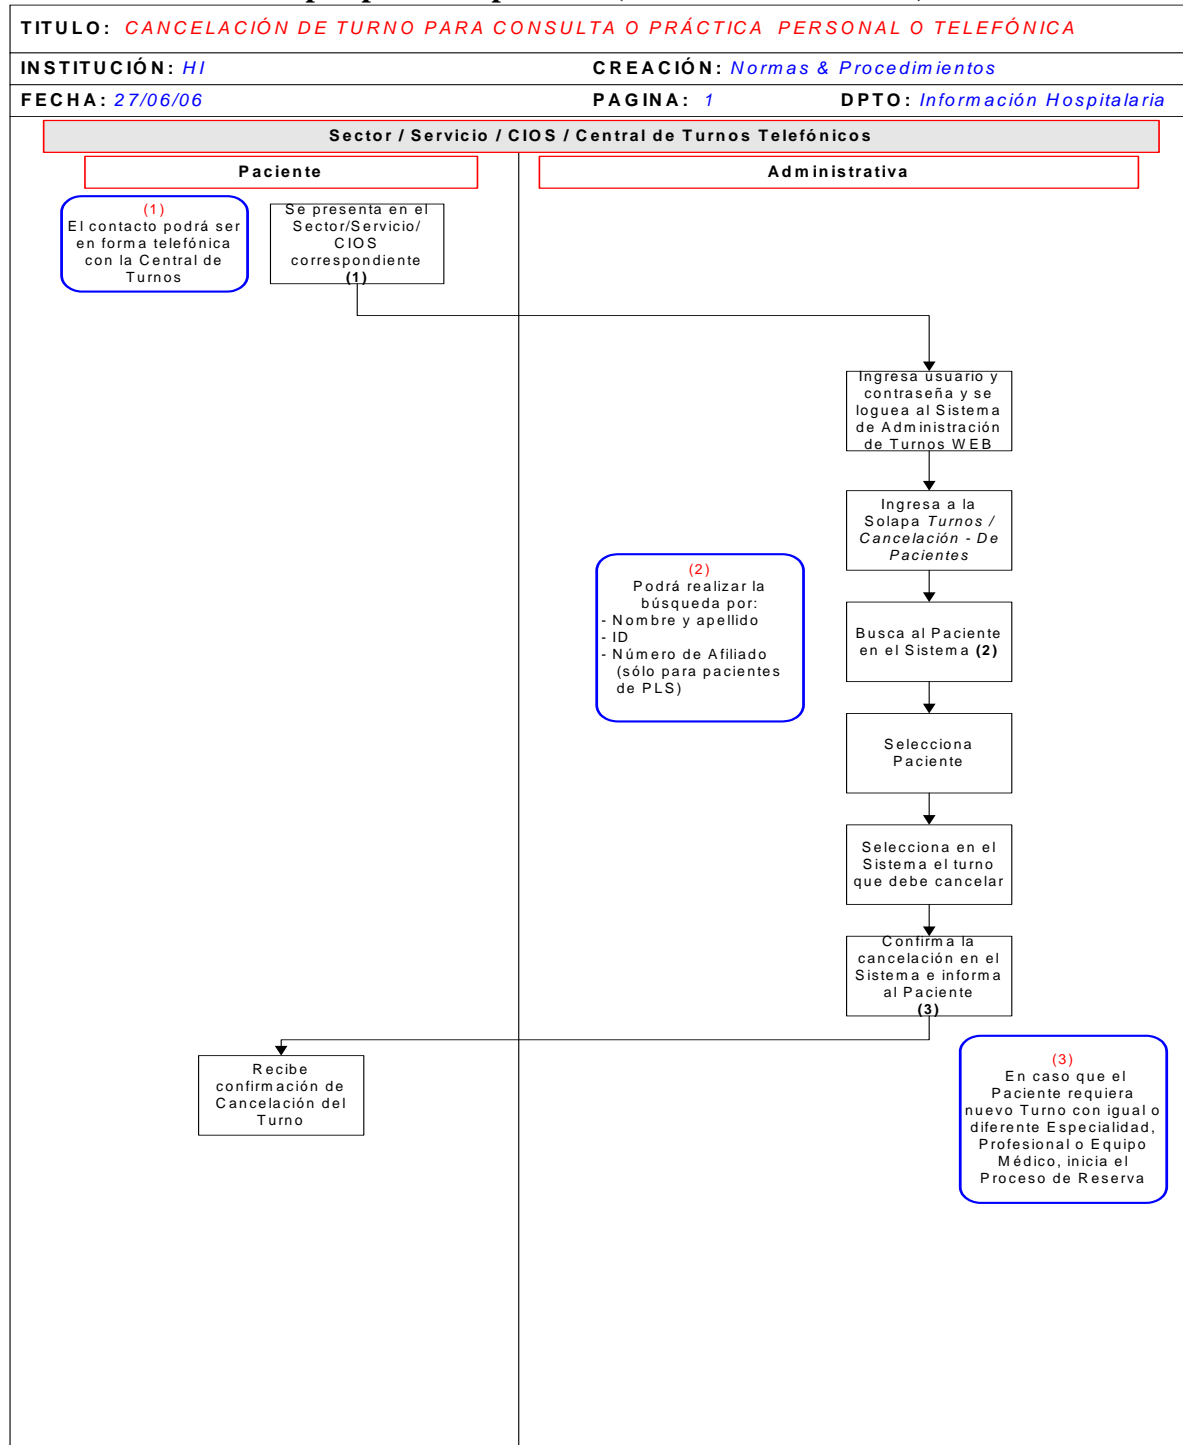 TITULO: CANCELACIÓN DE TURNO PARA CONSULTA O PRÁCTICA PERSONAL O TELEFÓNICA
INSTITUCIÓN: HI
CREACIÓN: Normas & Procedimientos
FECHA: 27/06/06
PAGINA: 1
DPTO: Información Hospitalaria
Sector / Servicio / CIOS / Central de Turnos Telefónicos
Paciente
Administrativa
(1)
El contacto podrá ser
en forma telefónica
con la Central de
Turnos
Se presenta en el
Sector/Servicio/
CIOS
correspondiente
(1)
Ingresa usuario y
contraseña y se
loguea al Sistema
de Administración
de Turnos WEB
Ingresa a la
Solapa Turnos /
Cancelación - De
Pacientes
(2)
Podrá realizar la
búsqueda por:
- Nombre y apellido
- ID
- Número de Afiliado
(sólo para pacientes
de PLS)
Busca al Paciente
en el Sistema (2)
Selecciona
Paciente
Selecciona en el
Sistema el turno
que debe cancelar
Confirma la
cancelación en el
Sistema e informa
al Paciente
(3)
Recibe
confirmación de
Cancelación del
Turno
(3)
En caso que el
Paciente requiera
nuevo Turno con igual o
diferente Especialidad,
Profesional o Equipo
Médico, inicia el
Proceso de Reserva